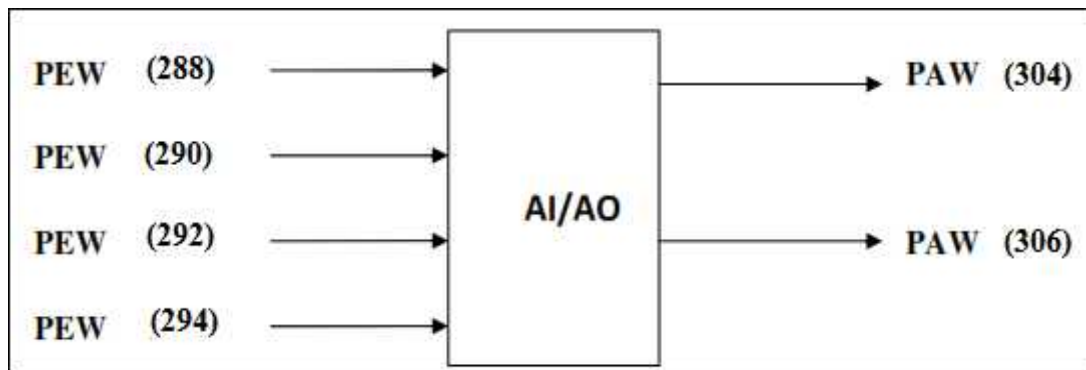 PEW (288)
PAW (304)
PEW (290)
AI/AO
PEW (292)
PAW (306)
PEW (294)